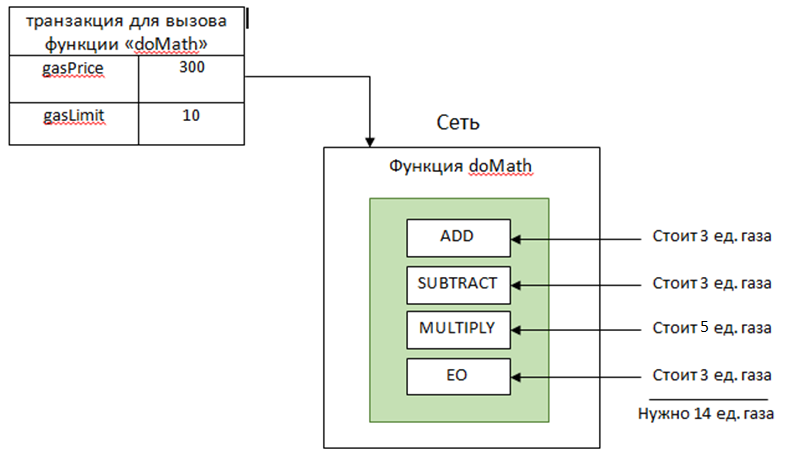 транзакция для вызова
функции «doMath»
gasPrice 300
gasLimit 10
Сеть
Функция doMath
ADD Стоит 3 ед. газа
SUBTRACT Стоит 3 ед. газа
MULTIPLY Стоит 5 ед. газа
EO Стоит 3 ед. газа
Нужно 14 ед. газа